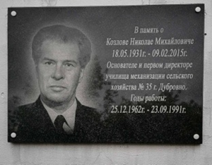 В память о
Козлове Николае Михайловиче
18.05.1931г. - 09.02.2015г.
Основателе и первом директоре
училища механизации сельского
хозяйства № 35 г. Дубровно.
Годы работы:
25.12.1962г. - 23.09.1991г.